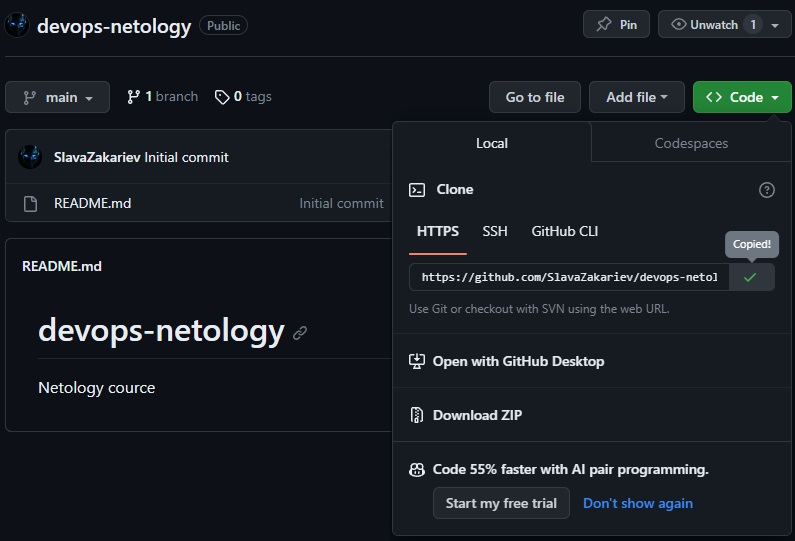 devops-netology Public
Pin
Unwatch 1
main
1 branch
0 tags
Go to file
Add file
Code
SlavaZakariev Initial commit
README.md Initial commit
README.md
devops-netology
Netology cource
Local
Codespaces
Clone
HTTPS SSH GitHub CLI
Copied!
https://github.com/SlavaZakariev/devops-netol
Use Git or checkout with SVN using the web URL.
Open with GitHub Desktop
Download ZIP
Code 55% faster with AI pair programming.
Start my free trial Don't show again